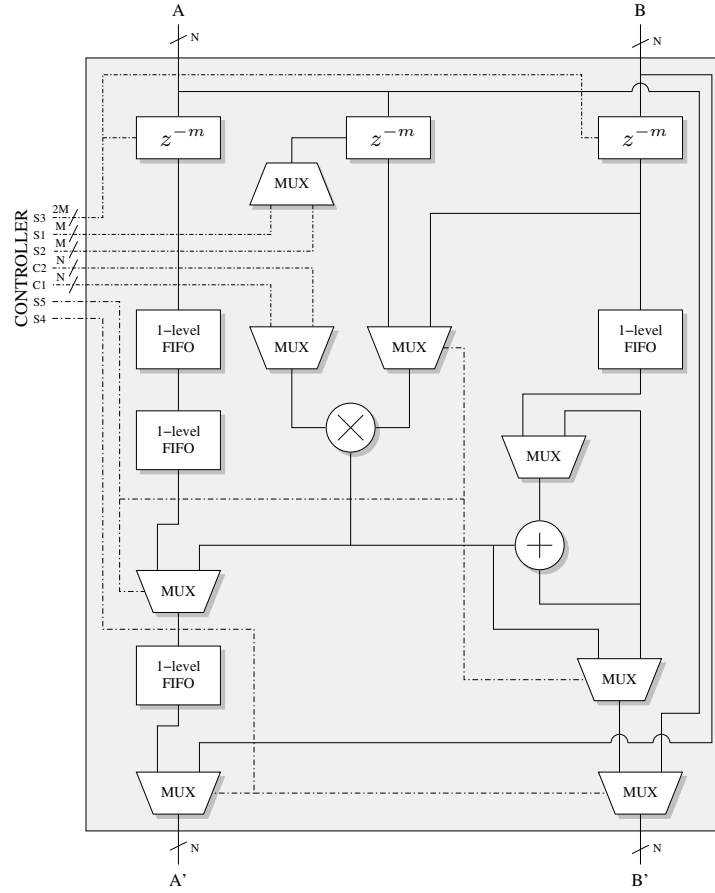 A
B
N
N
z^{-m}
z^{-m}
z^{-m}
MUX
CONTROLLER
S3
2M
S1
M
S2
M
C2
N
C1
N
S5
S4
1-level
FIFO
MUX
MUX
1-level
FIFO
1-level
FIFO
MUX
MUX
1-level
FIFO
MUX
MUX
MUX
N
N
A'
B'